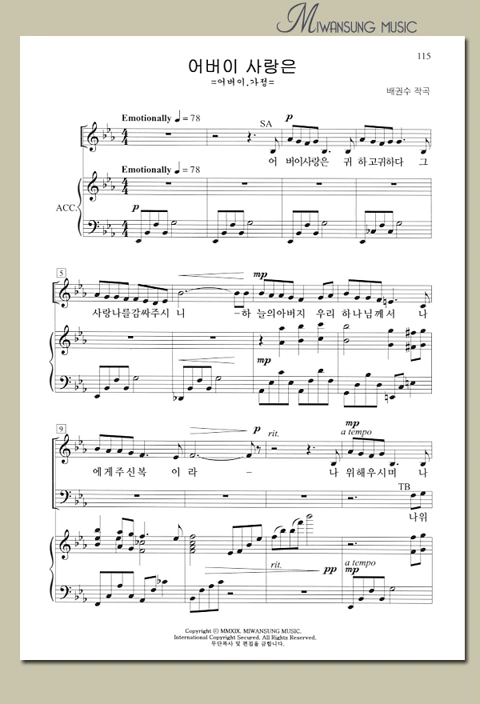 MIWANSUNG MUSIC
115
어버이 사랑은
=어버이,가정=
배권수 작곡
Emotionally ♩ = 78
SA
p
어 버이사랑은 귀 하고귀하다 그
Emotionally ♩ = 78
ACC.
p
5
mp
사랑나를감싸주시 니 -하 늘의아버지 우리 하나님께서 나
mp
9
p rit. mp
a tempo
에게주신복 이라 - 나 위해우시며 나
TB
나위
rit. a tempo
pp mp
Copyright ⓒ MMXIX. MIWANSUNG MUSIC.
International Copyright Secured. All Rights Reserved.
무단복사 및 편집을 금합니다.